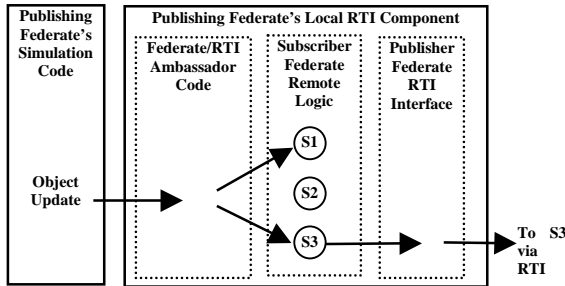 Publishing
Federate's
Simulation
Code
Object
Update
Publishing Federate's Local RTI Component
Federate/RTI
Ambassador
Code
Subscriber
Federate
Remote
Logic
Publisher
Federate
RTI
Interface
S1
S2
S3
To S3
via
RTI